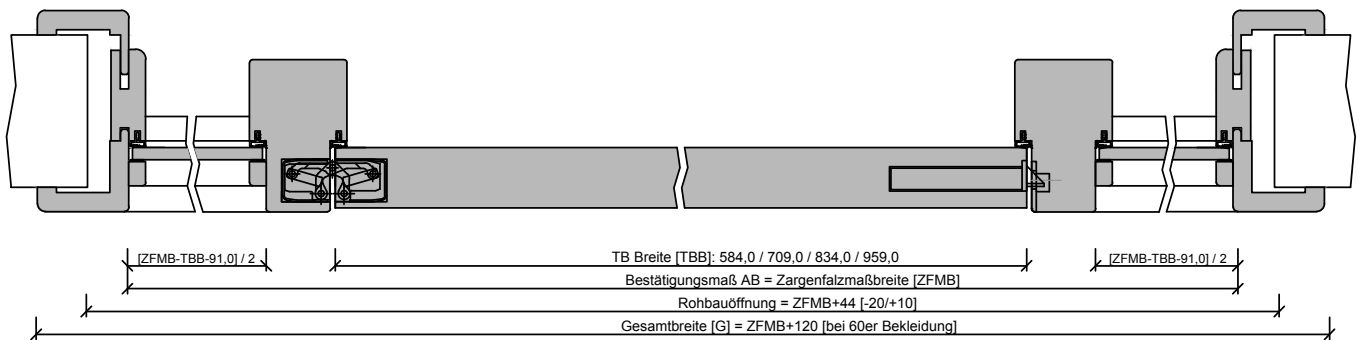 [ZFMB-TBB-91,0] / 2
TB Breite [TBB]: 584,0 / 709,0 / 834,0 / 959,0
[ZFMB-TBB-91,0] / 2
Bestätigungsmaß AB = Zargenfalzmaßbreite [ZFMB]
Rohbauöffnung = ZFMB+44 [-20/+10]
Gesamtbreite [G] = ZFMB+120 [bei 60er Bekleidung]